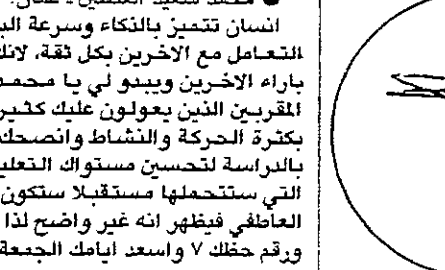 ● محمد سعيد
انسان تتميز بالذكاء وسرعة
التعامل مع الاخرين بكل ثقة، لانك
باراء الاخرين ويبدو لي يا محمد
المقربين الذين يعولون عليك كثير
بكثرة الحركة والنشاط وانصحك
بالدراسة لتحسين مستواك التعلي
التي ستتحملها مستقبلا ستكون
العاطفي فيظهر انه غير واضح لذا
ورقم حظك ٧ واسعد ايامك الجمعة